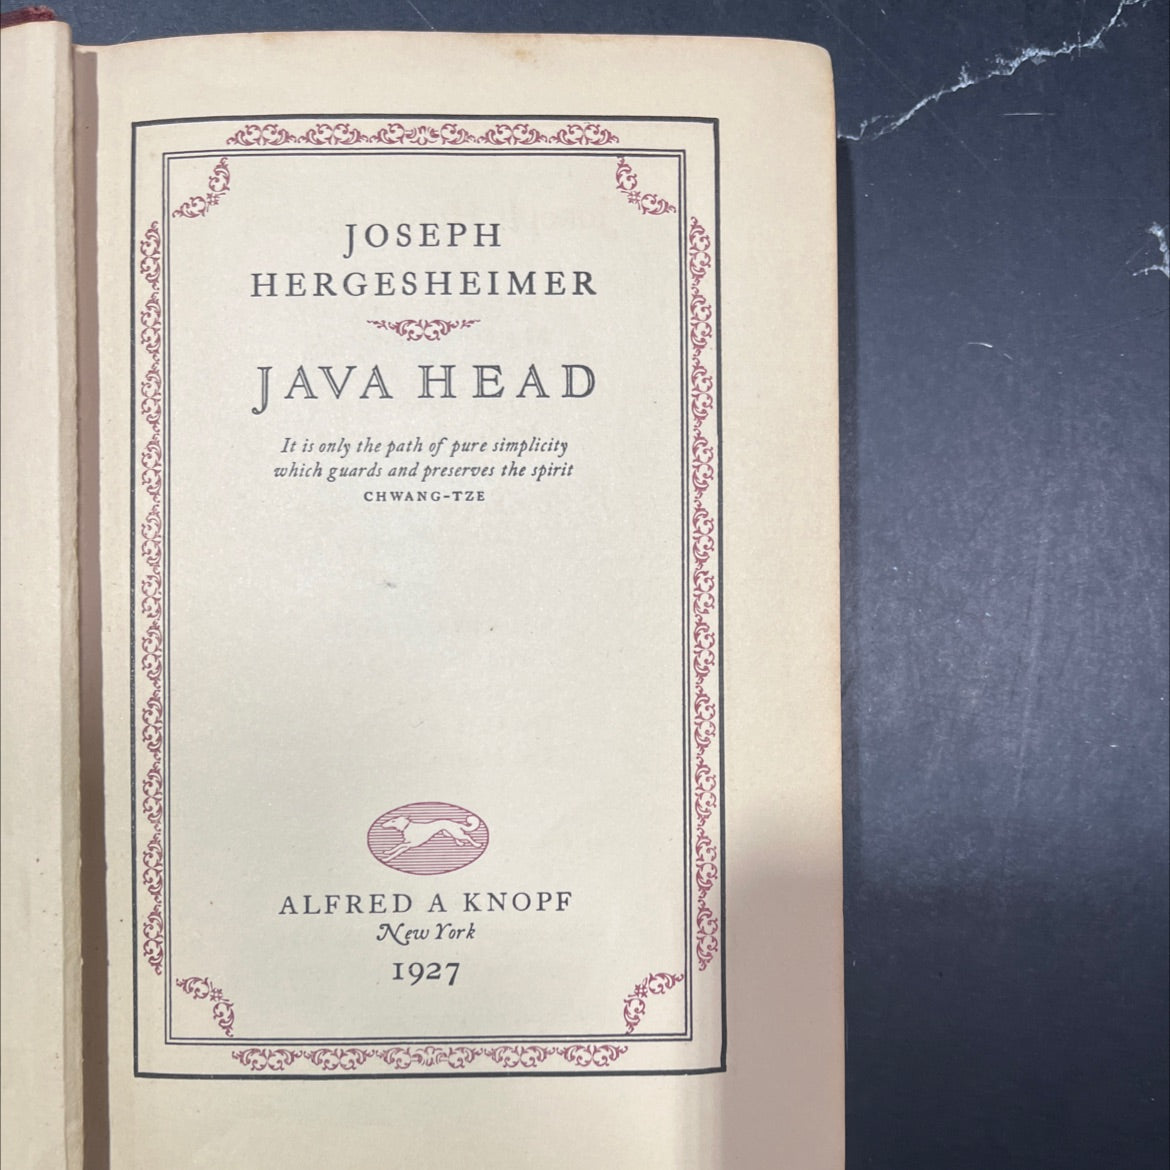 JOSEPH
HERGESHEIMER
JAVA HEAD
It is only the path of pure simplicity
which guards and preserves the spirit
CHWANG-TZE
ALFRED A KNOPF
New York
1927